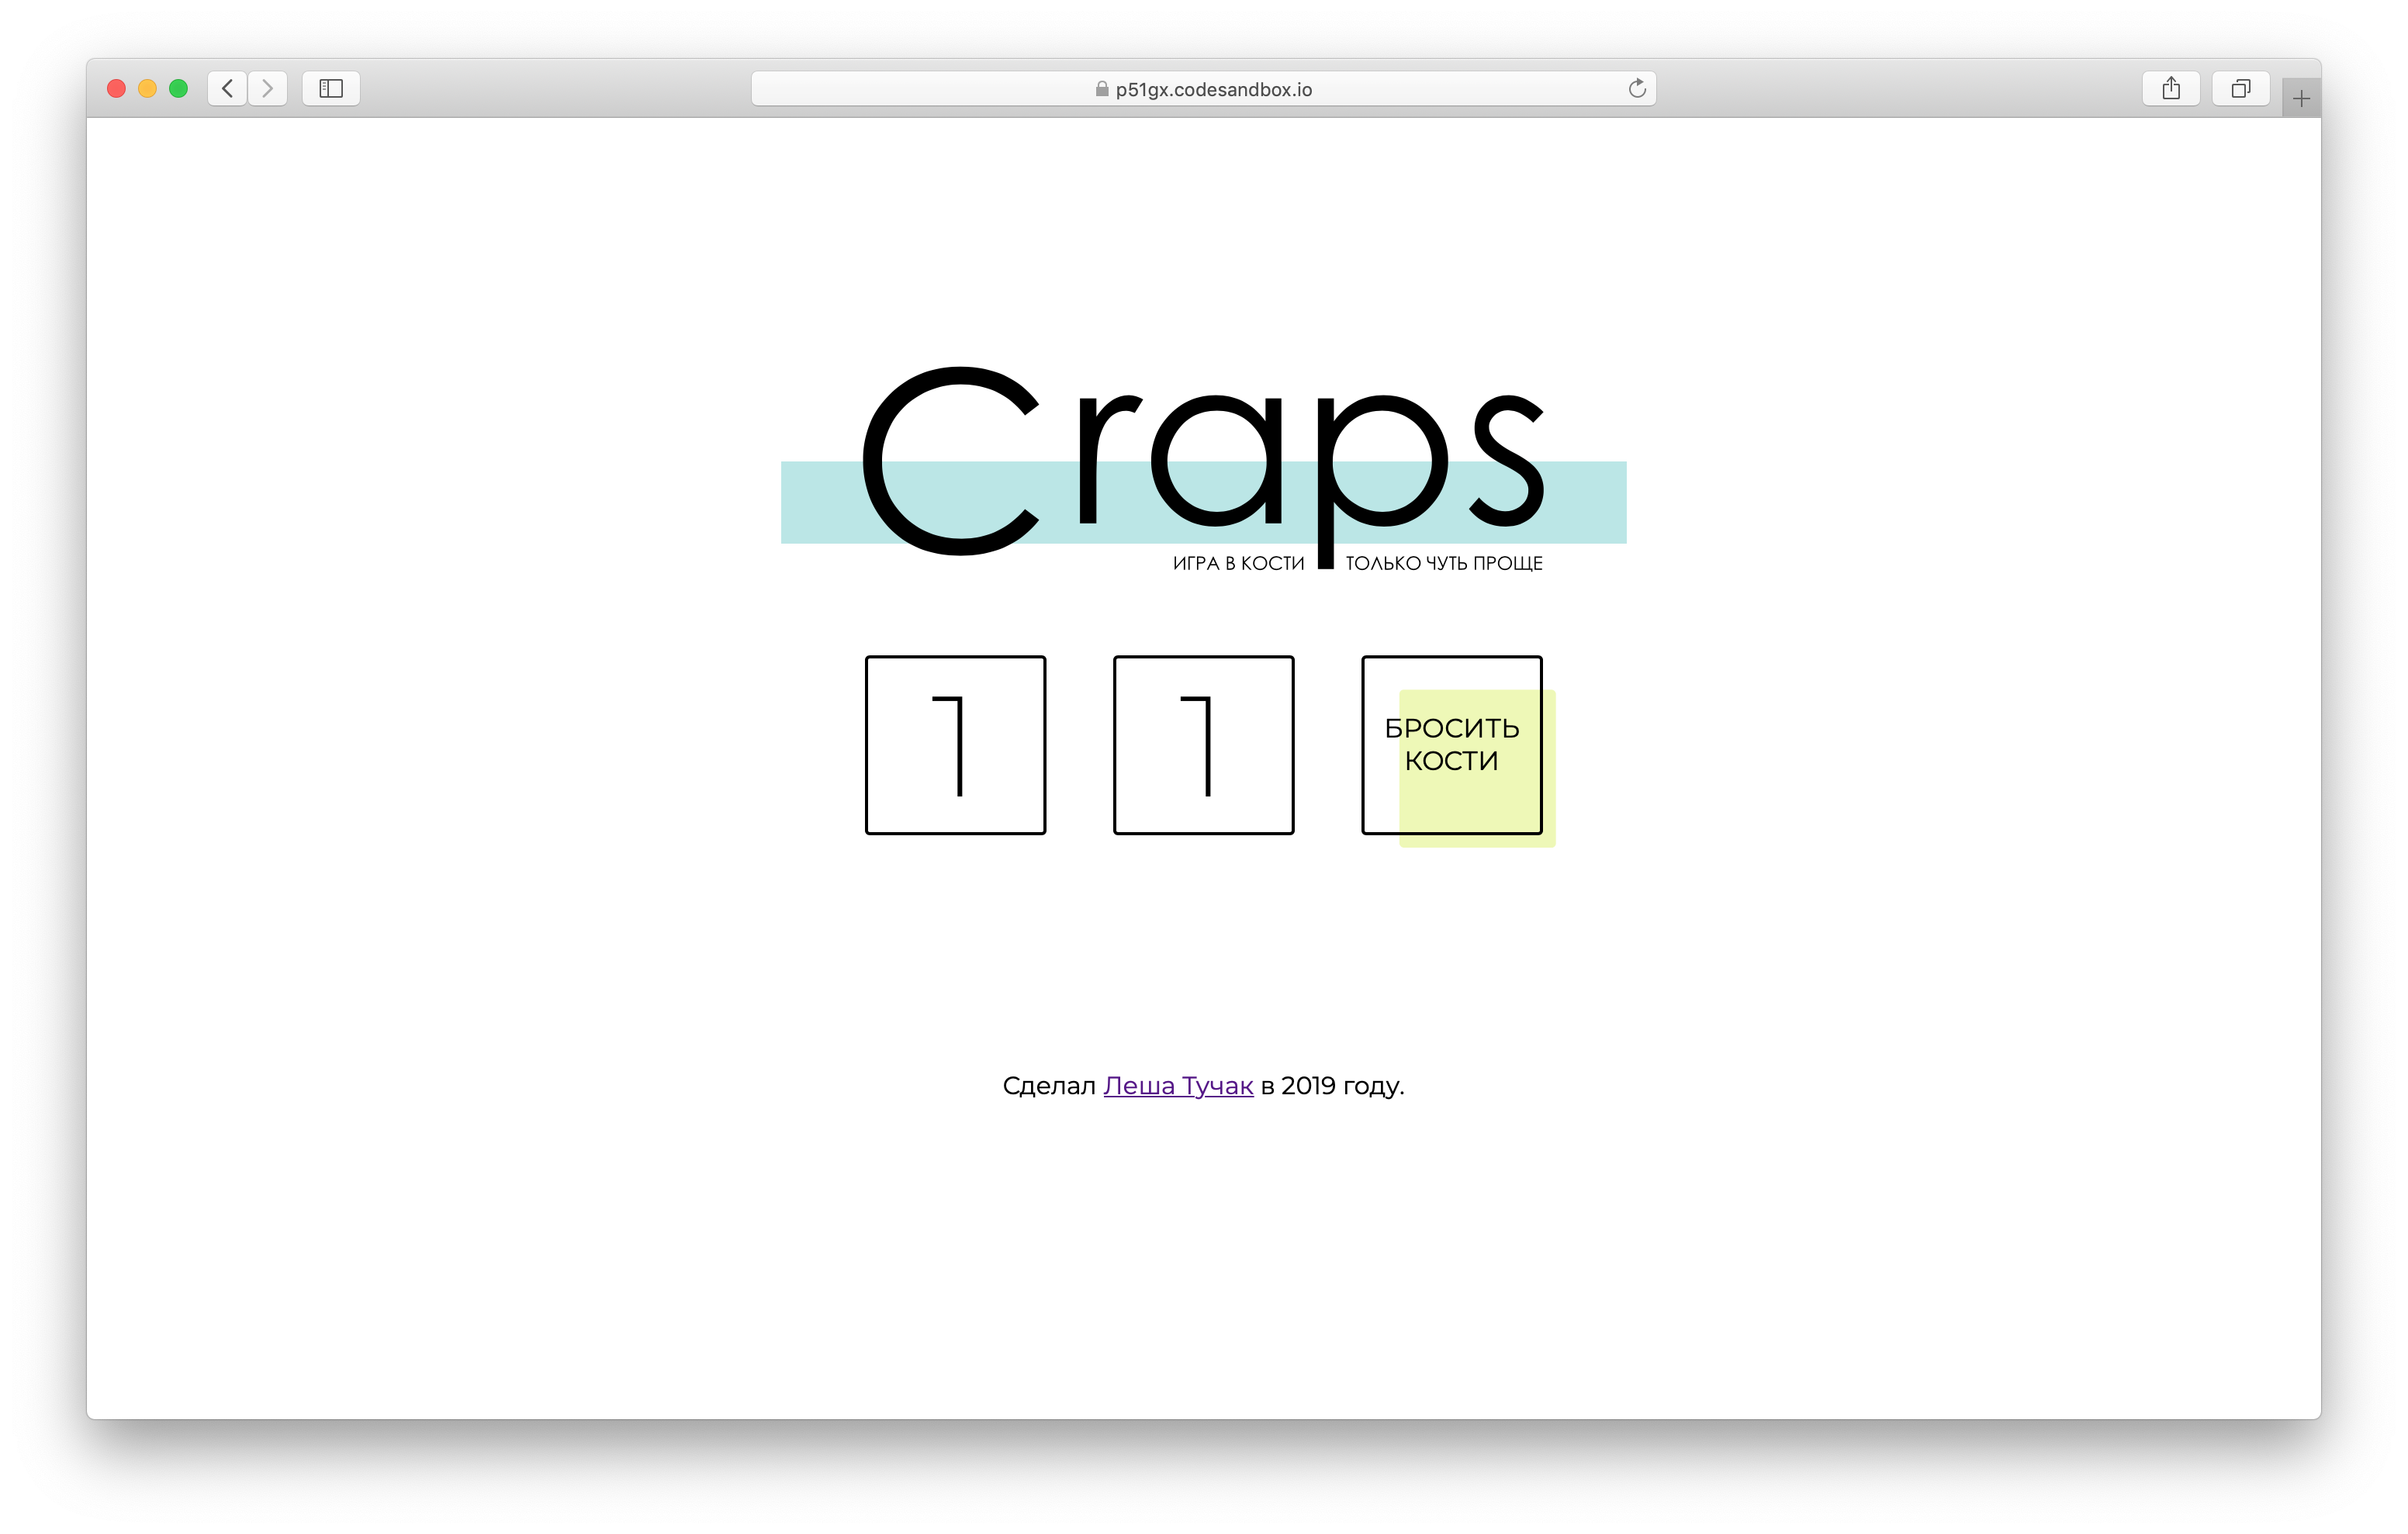 p51gx.codesandbox.io
Craps
ИГРА В КОСТИ ТОЛЬКО ЧУТЬ ПРОЩЕ
1 1
БРОСИТЬ
КОСТИ
Сделал Леша Тучак в 2019 году.